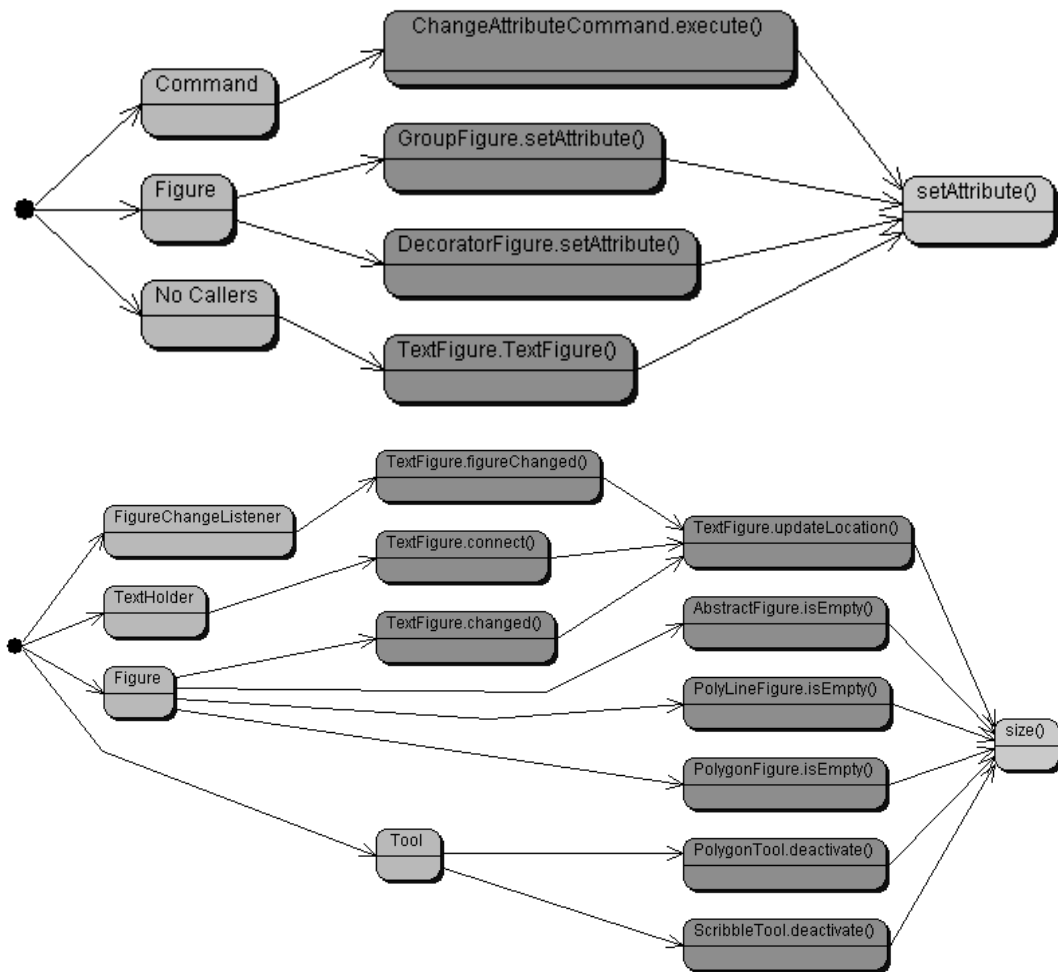 ChangeAttributeCommand.execute()
Command
GroupFigure.setAttribute()
Figure
setAttribute()
DecoratorFigure.setAttribute()
No Callers
TextFigure.TextFigure()
TextFigure.figureChanged()
FigureChangeListener
TextFigure.updateLocation()
TextFigure.connect()
TextHolder
AbstractFigure.isEmpty()
TextFigure.changed()
Figure
PolyLineFigure.isEmpty()
size()
PolygonFigure.isEmpty()
Tool
PolygonTool.deactivate()
ScribbleTool.deactivate()